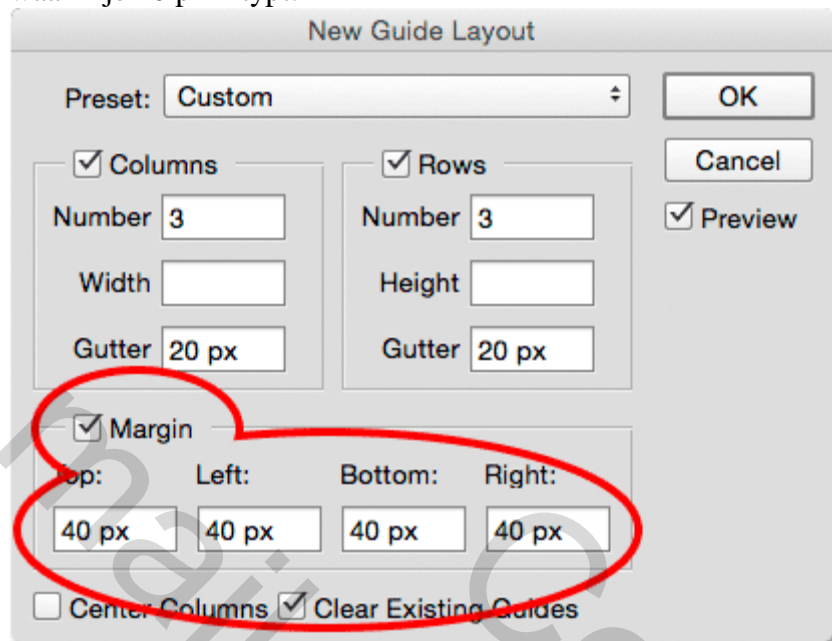 New Guide Layout
Preset: Custom
OK
Columns
Rows
Cancel
Number 3
Number 3
Preview
Width
Height
Gutter 20 px
Gutter 20 px
Margin
Top: Left: Bottom: Right:
40 px 40 px 40 px 40 px
Center Columns Clear Existing Guides